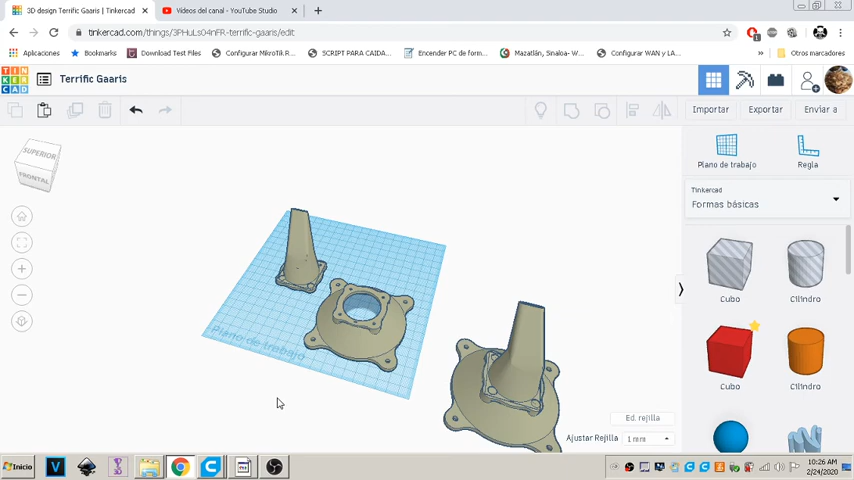 3D design Terrific Gaaris | Tinkercad
Vídeos del canal - YouTube Studio
tinkercad.com/things/3PHuLs04nFR-terrific-gaaris/edit
Aplicaciones
Bookmarks
Download Test Files
Configurar MikroTik R
SCRIPT PARA CAIDA...
Encender PC de form...
Mazatlán, Sinaloa- M...
Configurar WAN y LA...
»
Otros marcadores
TIN
KER
CAD
Terrific Gaaris
Importar
Exportar
Enviar a
SUPERIOR
FRONTAL
Plano de trabajo
Regla
Tinkercad
Formas básicas
Cubo
Cilindro
Cubo
Cilindro
Plano de trabajo
Ed. rejilla
Ajustar Rejilla
1 mm
Inicio
10:26 AM
2/24/2020